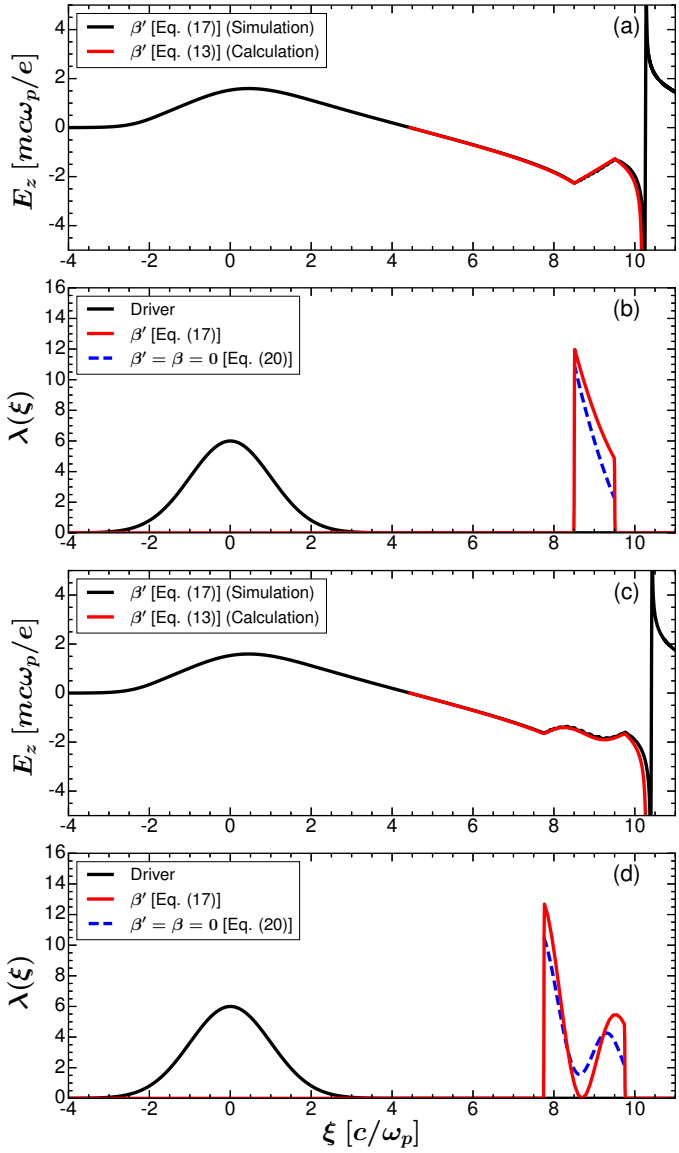 β′ [Eq. (17)] (Simulation)
β′ [Eq. (13)] (Calculation)
(a)
E_z [mcω_p/e]
4
2
0
-2
-4
-4 -2 0 2 4 6 8 10
Driver
β′ [Eq. (17)]
β′ = β = 0 [Eq. (20)]
(b)
λ(ξ)
16
14
12
10
8
6
4
2
0
-4 -2 0 2 4 6 8 10
β′ [Eq. (17)] (Simulation)
β′ [Eq. (13)] (Calculation)
(c)
E_z [mcω_p/e]
4
2
0
-2
-4
-4 -2 0 2 4 6 8 10
Driver
β′ [Eq. (17)]
β′ = β = 0 [Eq. (20)]
(d)
λ(ξ)
16
14
12
10
8
6
4
2
0
-4 -2 0 2 4 6 8 10
ξ [c/ω_p]